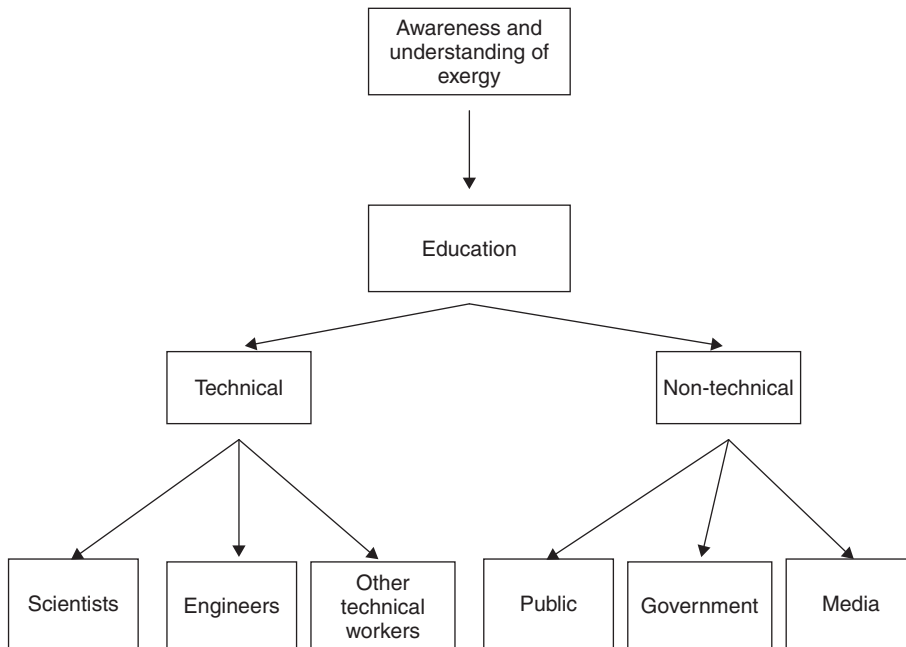 Awareness and
understanding of
exergy
Education
Technical
Non-technical
Scientists
Engineers
Other
technical
workers
Public
Government
Media